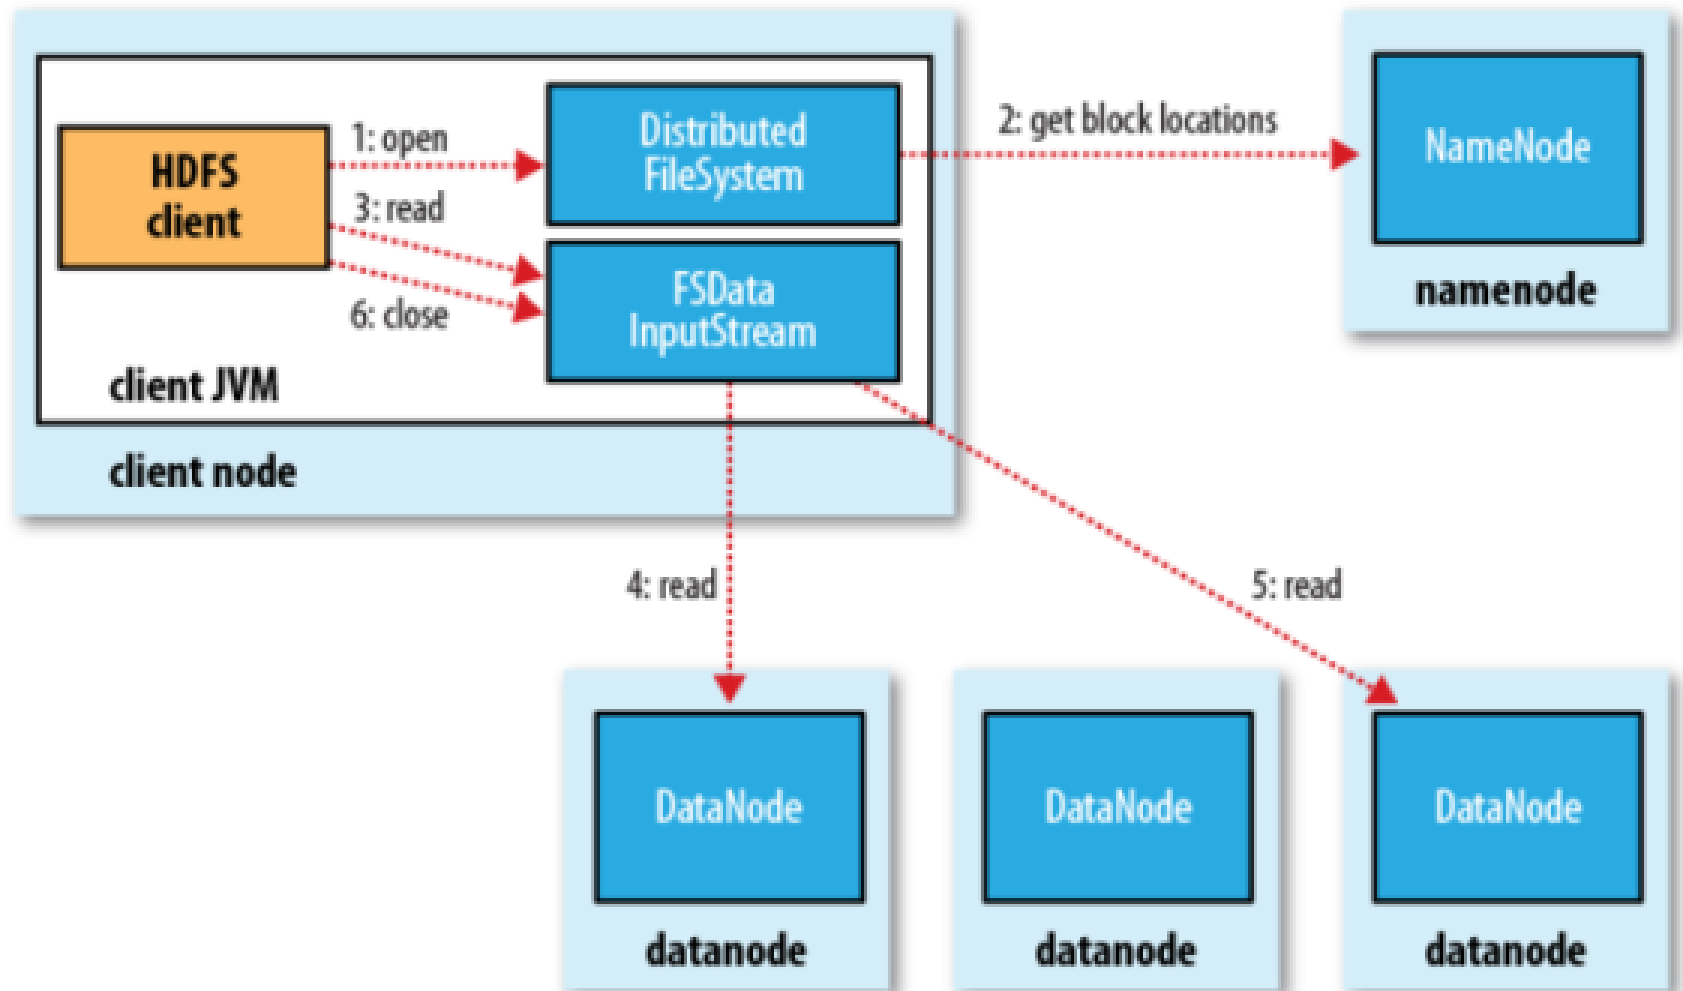 1: open
Distributed
FileSystem
2: get block locations
NameNode
HDFS
client
3: read
namenode
FSData
InputStream
6: close
client JVM
client node
4: read
5: read
DataNode
DataNode
DataNode
datanode
datanode
datanode